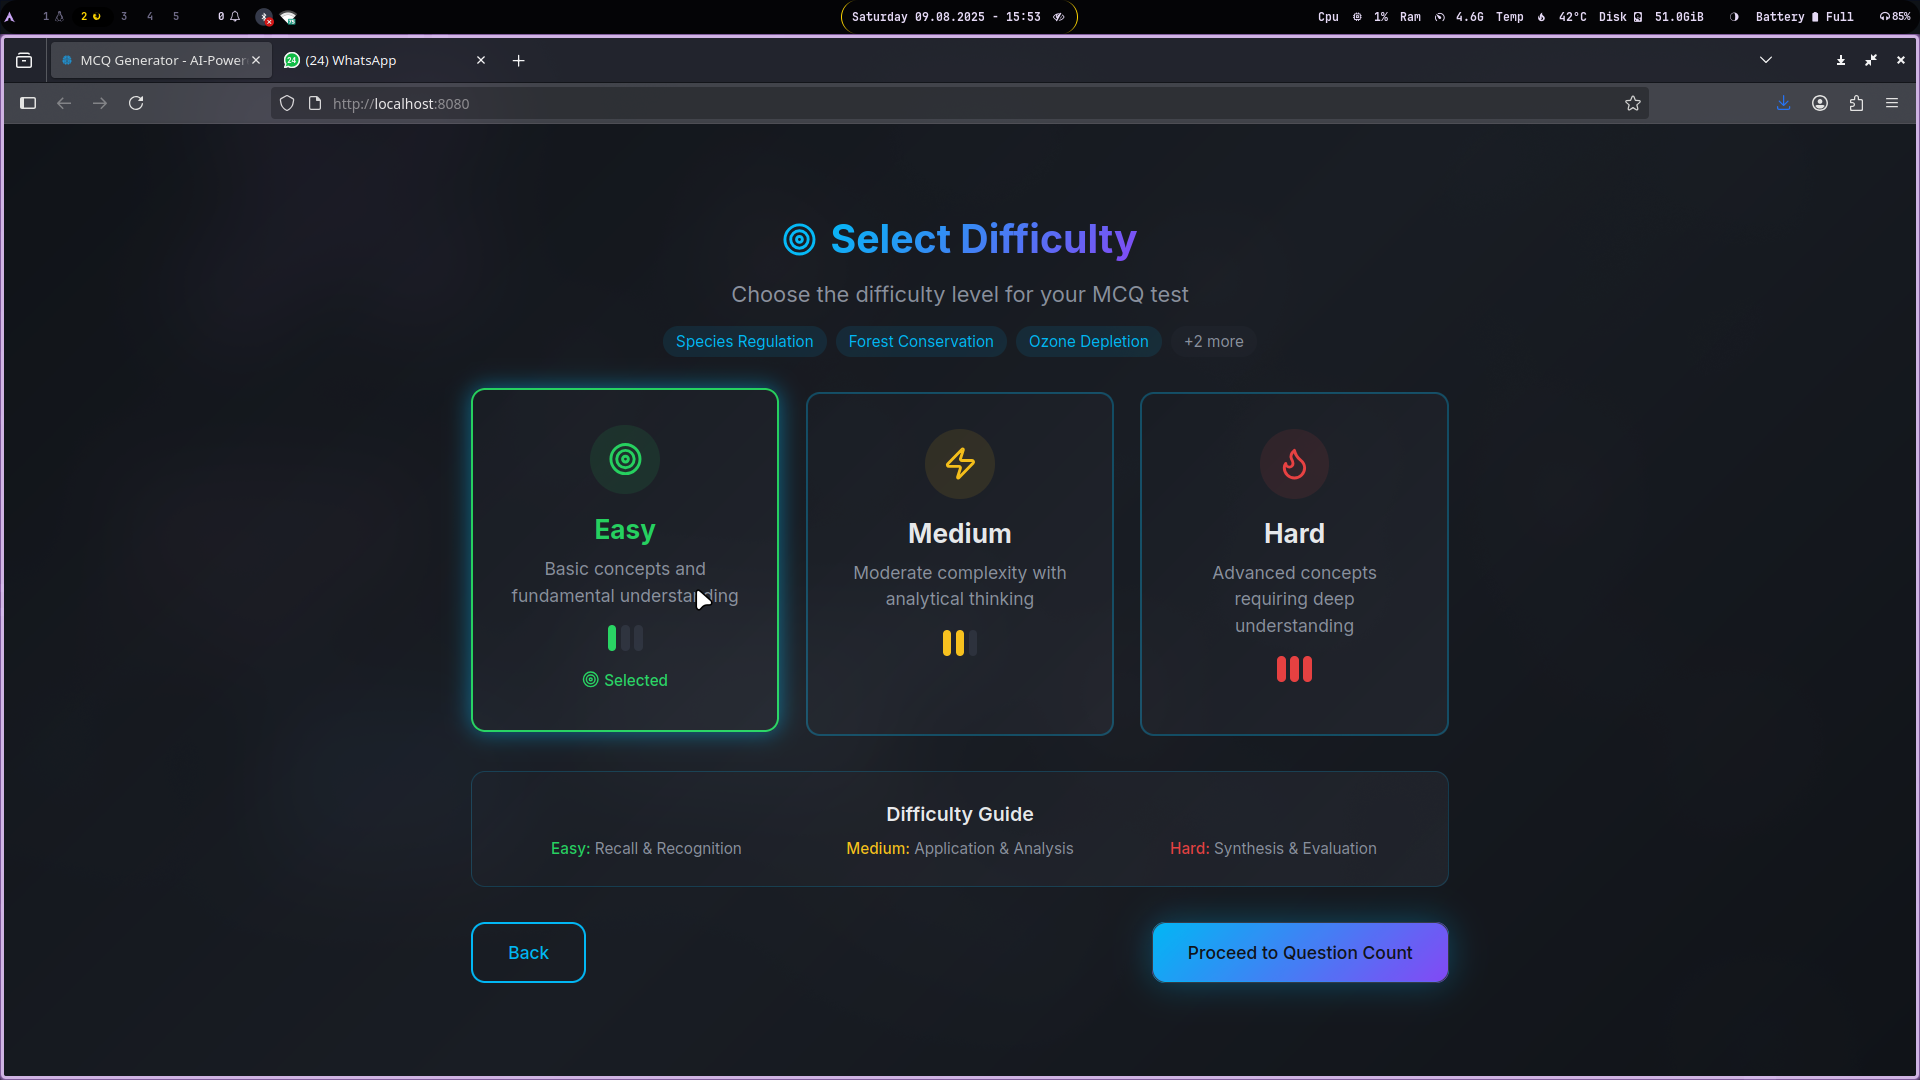 1 2 3 4 5 0 Saturday 09.08.2025 - 15:53 Cpu 1% Ram 4.6G Temp 42°C Disk 51.0GiB Battery Full 85%
MCQ Generator - AI-Power (24) WhatsApp
http://localhost:8080
Select Difficulty
Choose the difficulty level for your MCQ test
Species Regulation Forest Conservation Ozone Depletion +2 more
Easy
Basic concepts and
fundamental understanding
Selected
Medium
Moderate complexity with
analytical thinking
Hard
Advanced concepts
requiring deep
understanding
Difficulty Guide
Easy: Recall & Recognition Medium: Application & Analysis Hard: Synthesis & Evaluation
Back Proceed to Question Count